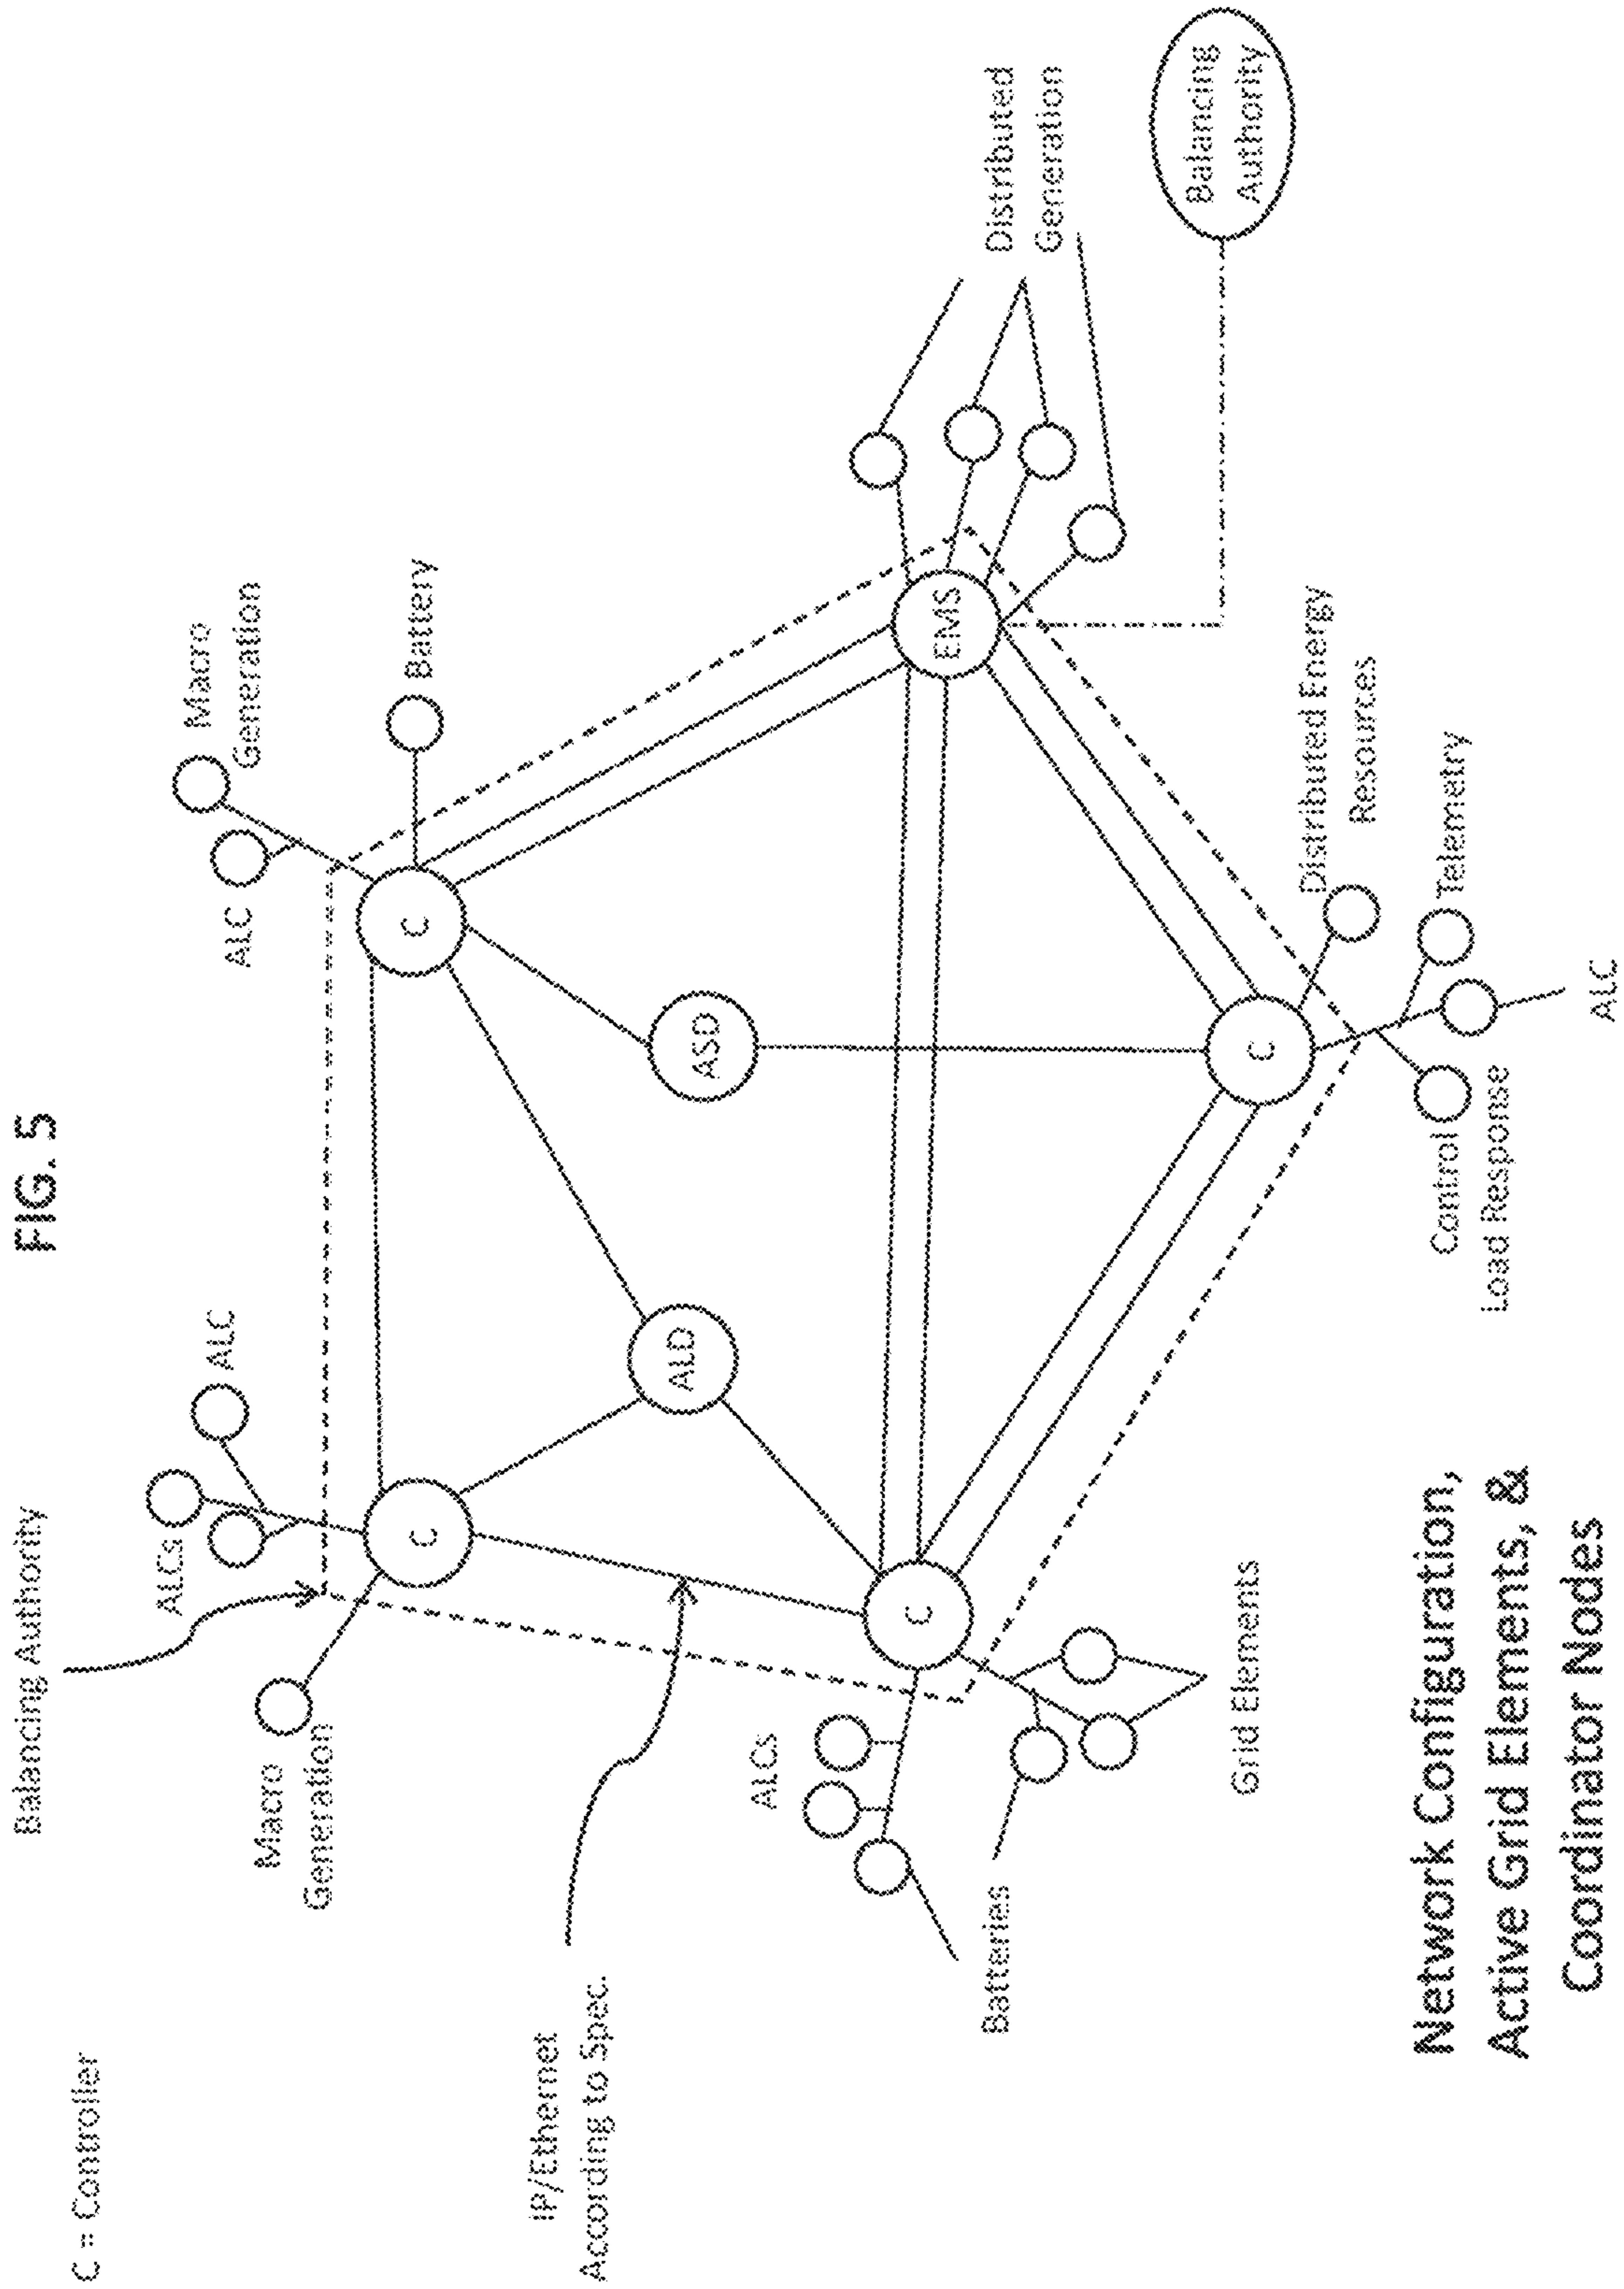 FIG. 5
C = Controller
Balancing Authority
ALCs
ALC
ALC
Macro
Generation
Macro
Generation
Battery
C
C
IP/Ethernet
According to Spec.
ALD
ASD
ALCs
Batteries
C
EMS
Distributed
Generation
Grid Elements
C
Distributed Energy
Resources
Balancing
Authority
Control
Load Response
Telemetry
ALC
Network Configuration,
Active Grid Elements, &
Coordinator Nodes